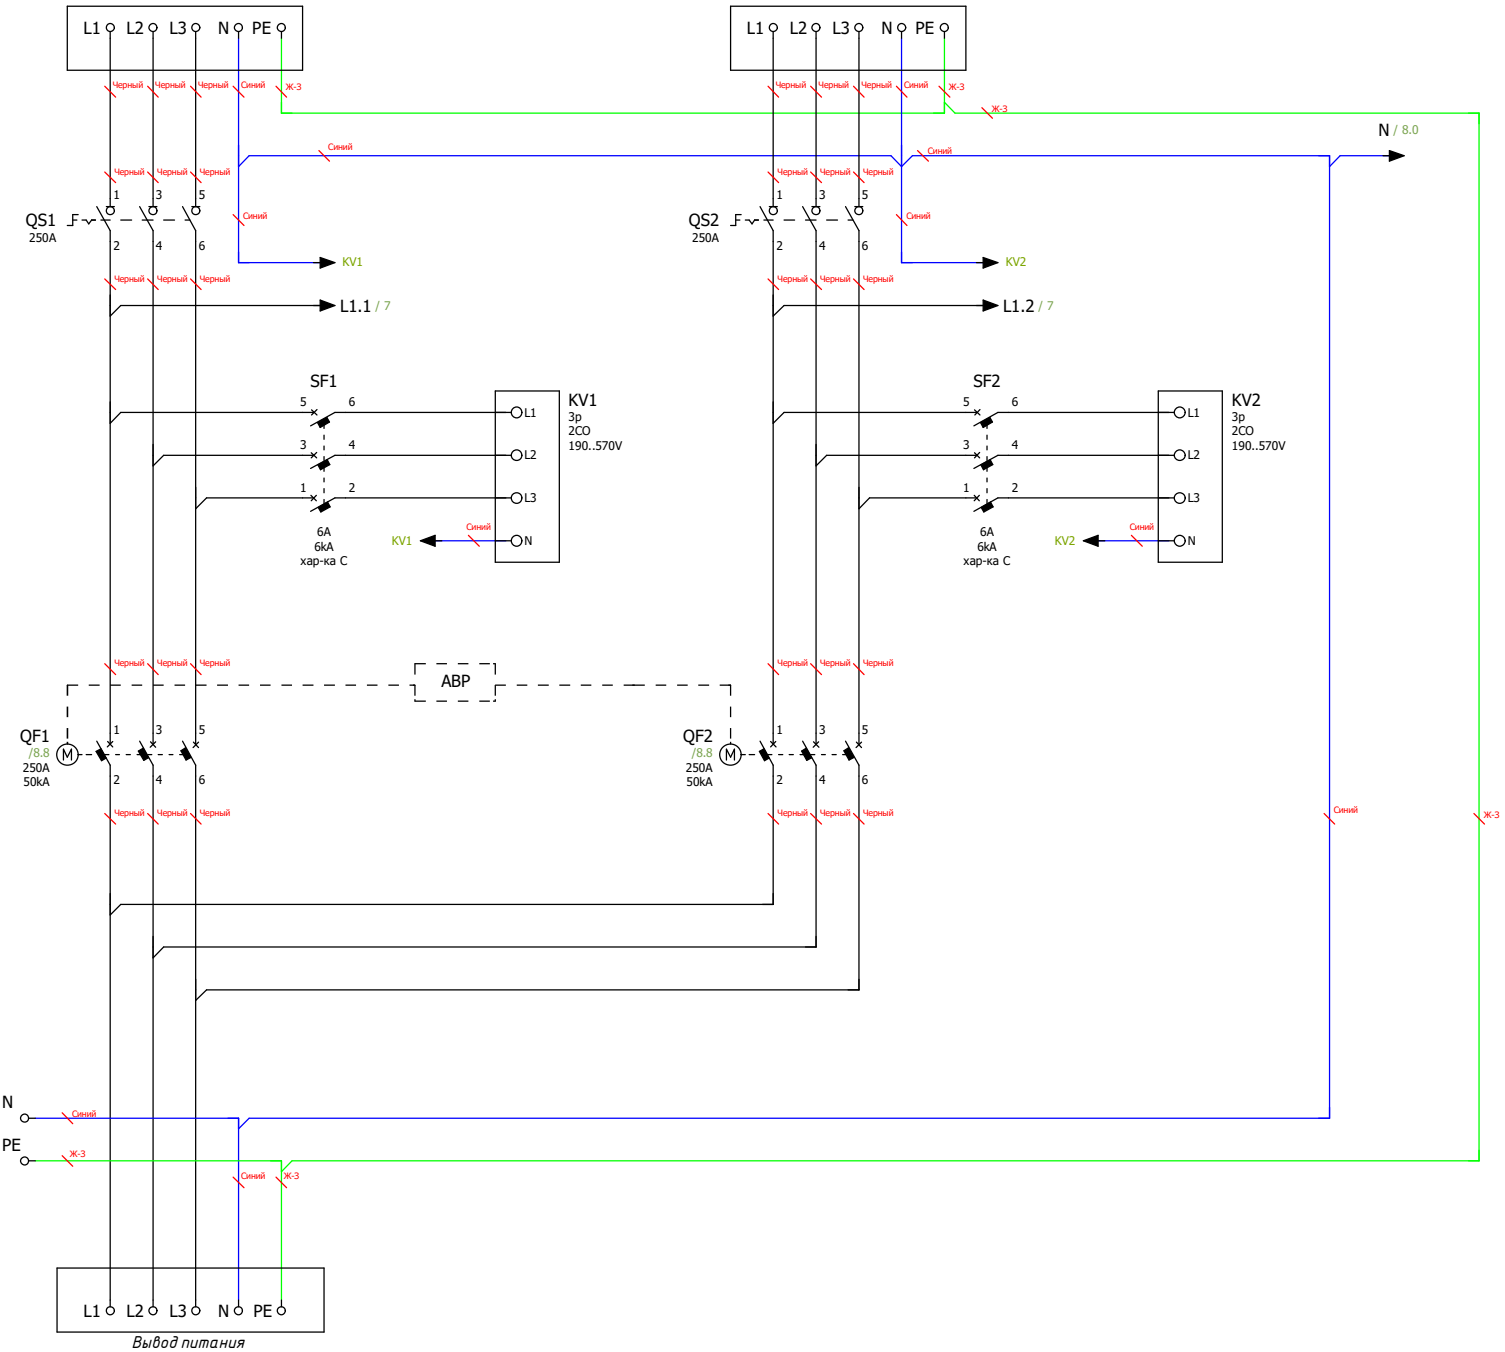 L1 L2 L3 N PE L1 L2 L3 N PE
Черный Черный Черный Синий Ж-З Черный Черный Черный Синий Ж-З
Ж-З
N / 8.0
Синий Синий
Черный Черный Черный Черный Черный Черный
1 3 5 1 3 5
QS1 Синий QS2 Синий
250A 250A
2 4 6 2 4 6
KV1 KV2
Черный Черный Черный Черный Черный Черный
L1.1 / 7 L1.2 / 7
SF1 SF2
5 6 L1 KV1 5 6 L1 KV2
3p 3p
2CO 2CO
3 4 L2 190..570V 3 4 L2 190..570V
1 2 L3 1 2 L3
Синий Синий
6A KV1 N 6A KV2 N
6kA 6kA
хар-ка С хар-ка С
Черный Черный Черный Черный Черный Черный
АВР
1 3 5 1 3 5
QF1 QF2
/8.8 M /8.8 M
250A 250A
50kA 50kA
2 4 6 2 4 6
Черный Черный Черный Черный Черный Черный Синий Ж-З
N
Синий
PE
Ж-З
Синий Ж-З
L1 L2 L3 N PE
Вывод питания